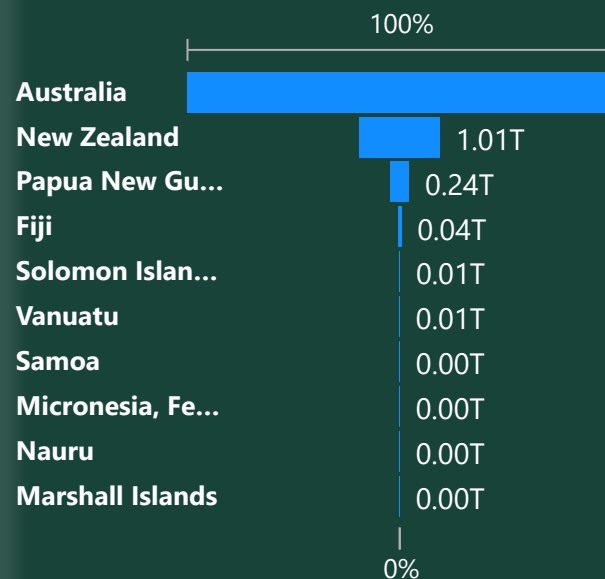 100%
Australia
New Zealand 1.01T
Papua New Gu... 0.24T
Fiji 0.04T
Solomon Islan... 0.01T
Vanuatu 0.01T
Samoa 0.00T
Micronesia, Fe... 0.00T
Nauru 0.00T
Marshall Islands 0.00T
0%